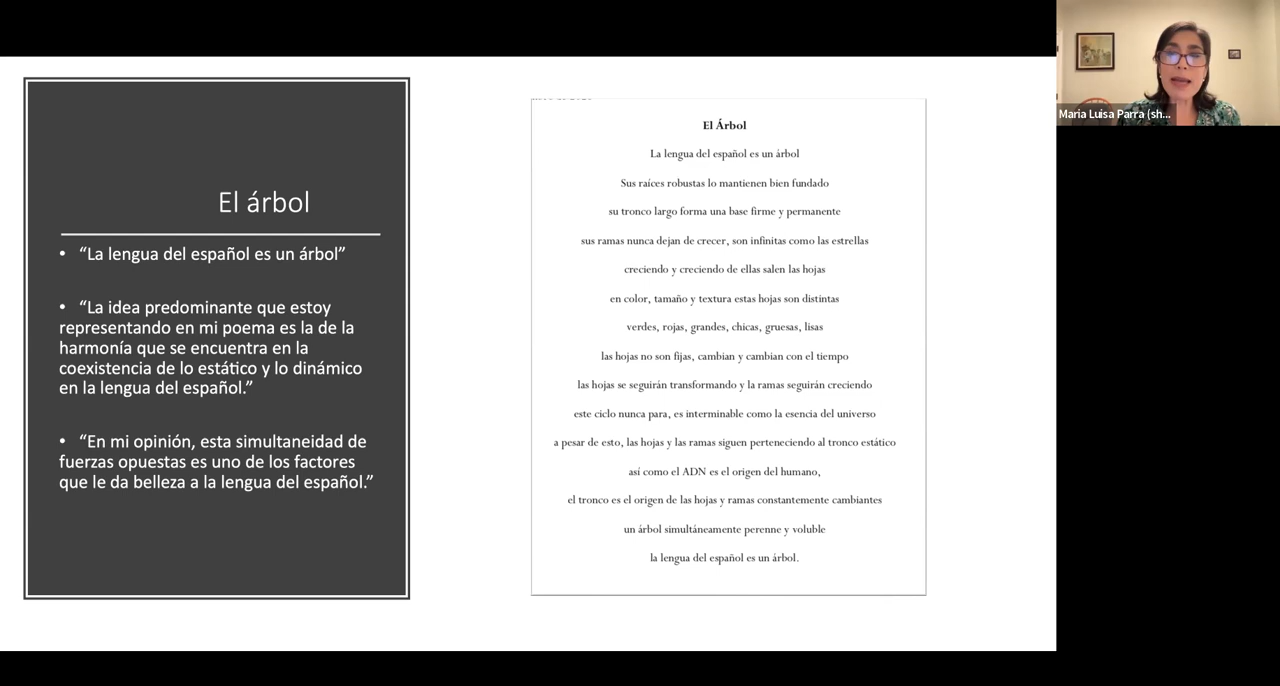 El árbol
• “La lengua del español es un árbol”
• “La idea predominante que estoy
representando en mi poema es la de la
harmonía que se encuentra en la
coexistencia de lo estático y lo dinámico
en la lengua del español.”
• “En mi opinión, esta simultaneidad de
fuerzas opuestas es uno de los factores
que le da belleza a la lengua del español.”
El Árbol
La lengua del español es un árbol
Sus raíces robustas lo mantienen bien fundado
su tronco largo forma una base firme y permanente
sus ramas nunca dejan de crecer, son infinitas como las estrellas
creciendo y creciendo de ellas salen las hojas
en color, tamaño y textura estas hojas son distintas
verdes, rojas, grandes, chicas, gruesas, lisas
las hojas no son fijas, cambian y cambian con el tiempo
las hojas se seguirán transformando y la ramas seguirán creciendo
este ciclo nunca para, es interminable como la esencia del universo
a pesar de esto, las hojas y las ramas siguen perteneciendo al tronco estático
así como el ADN es el origen del humano,
el tronco es el origen de las hojas y ramas constantemente cambiantes
un árbol simultáneamente perenne y voluble
la lengua del español es un árbol.
Maria Luisa Parra (sh...